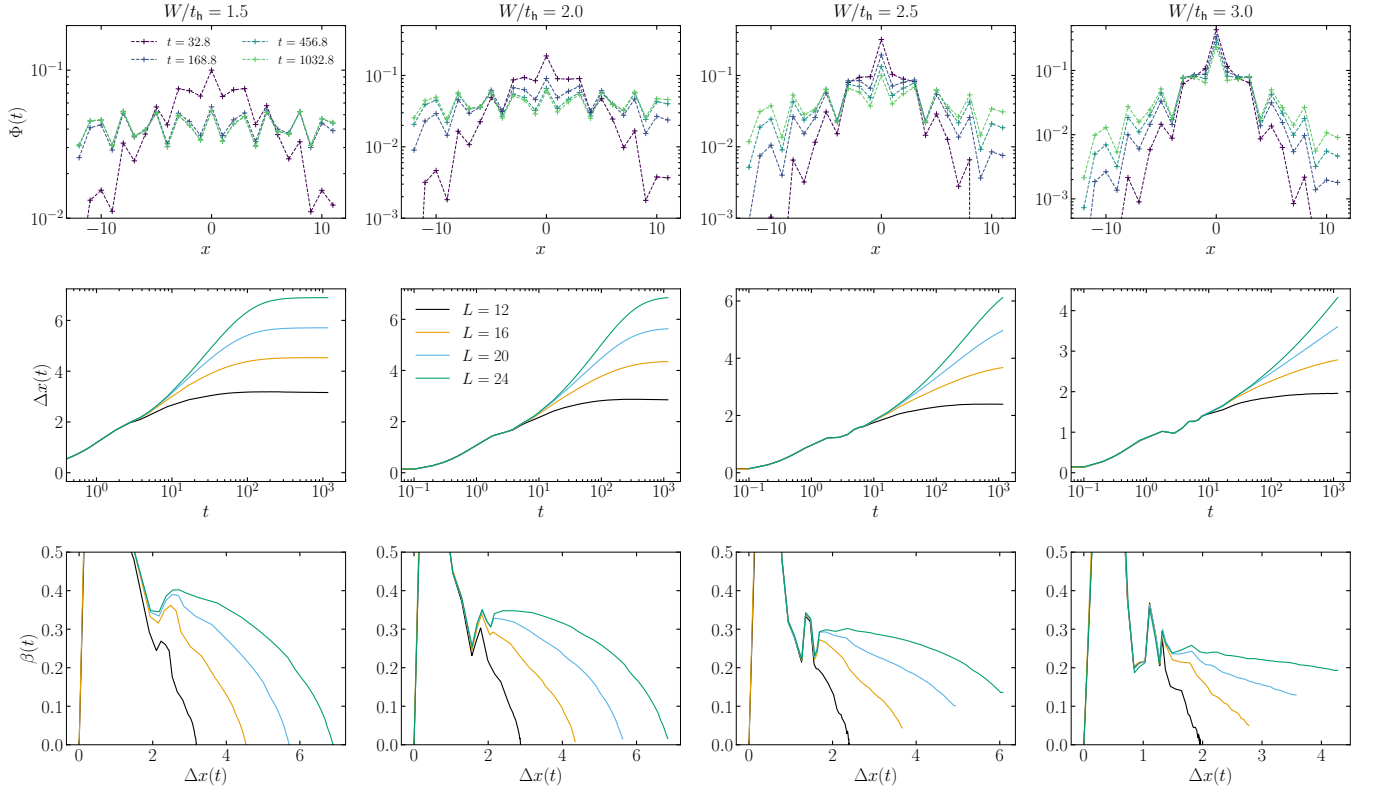 W/t_h = 1.5
W/t_h = 2.0
W/t_h = 2.5
W/t_h = 3.0
t = 32.8
t = 168.8
t = 456.8
t = 1032.8
Φ(t)
10^{-1}
10^{-2}
10^{-1}
10^{-2}
10^{-3}
10^{-1}
10^{-2}
10^{-3}
10^{-1}
10^{-2}
10^{-3}
−10 0 10
−10 0 10
−10 0 10
−10 0 10
x
x
x
x
Δx(t)
6
4
2
0
6
4
2
0
6
4
2
0
4
3
2
1
0
L = 12
L = 16
L = 20
L = 24
10^0 10^1 10^2 10^3
10^{-1} 10^0 10^1 10^2 10^3
10^{-1} 10^0 10^1 10^2 10^3
10^{-1} 10^0 10^1 10^2 10^3
t
t
t
t
β(t)
0.5
0.4
0.3
0.2
0.1
0.0
0.5
0.4
0.3
0.2
0.1
0.0
0.5
0.4
0.3
0.2
0.1
0.0
0.5
0.4
0.3
0.2
0.1
0.0
0 2 4 6
0 2 4 6
0 2 4 6
0 1 2 3 4
Δx(t)
Δx(t)
Δx(t)
Δx(t)